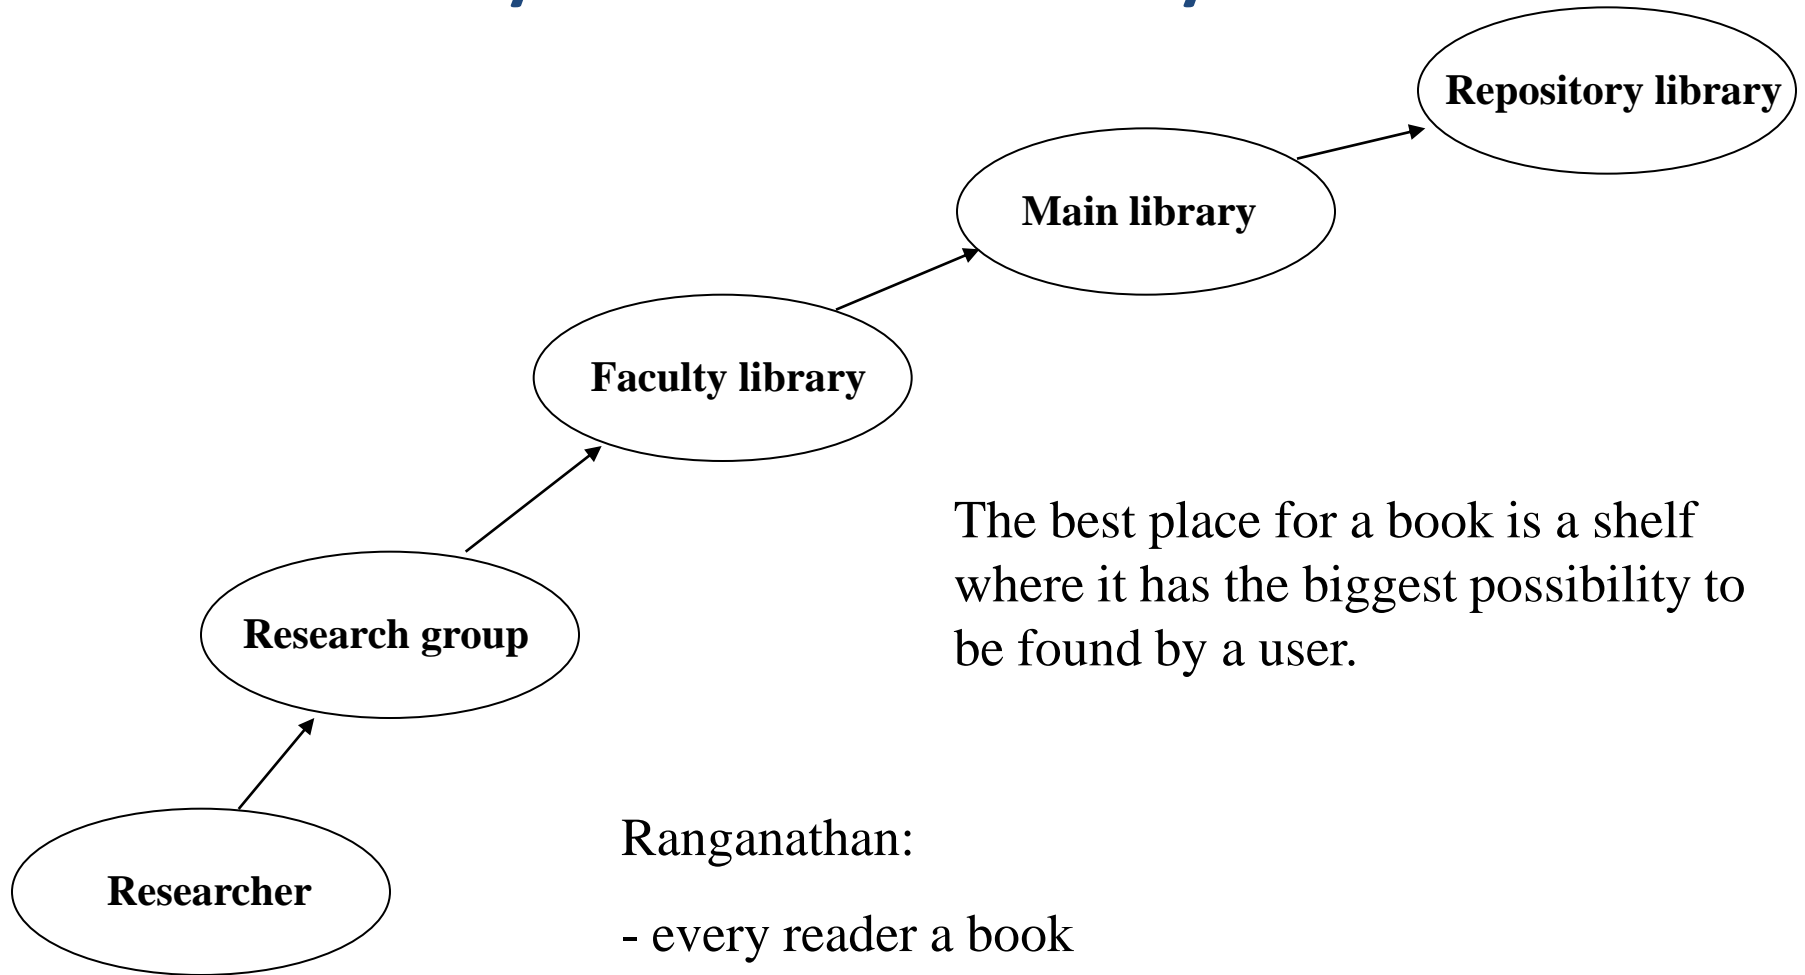 Repository library
Main library
Faculty library
The best place for a book is a shelf
where it has the biggest possibility to
be found by a user.
Research group
Ranganathan:
Researcher
- every reader a book